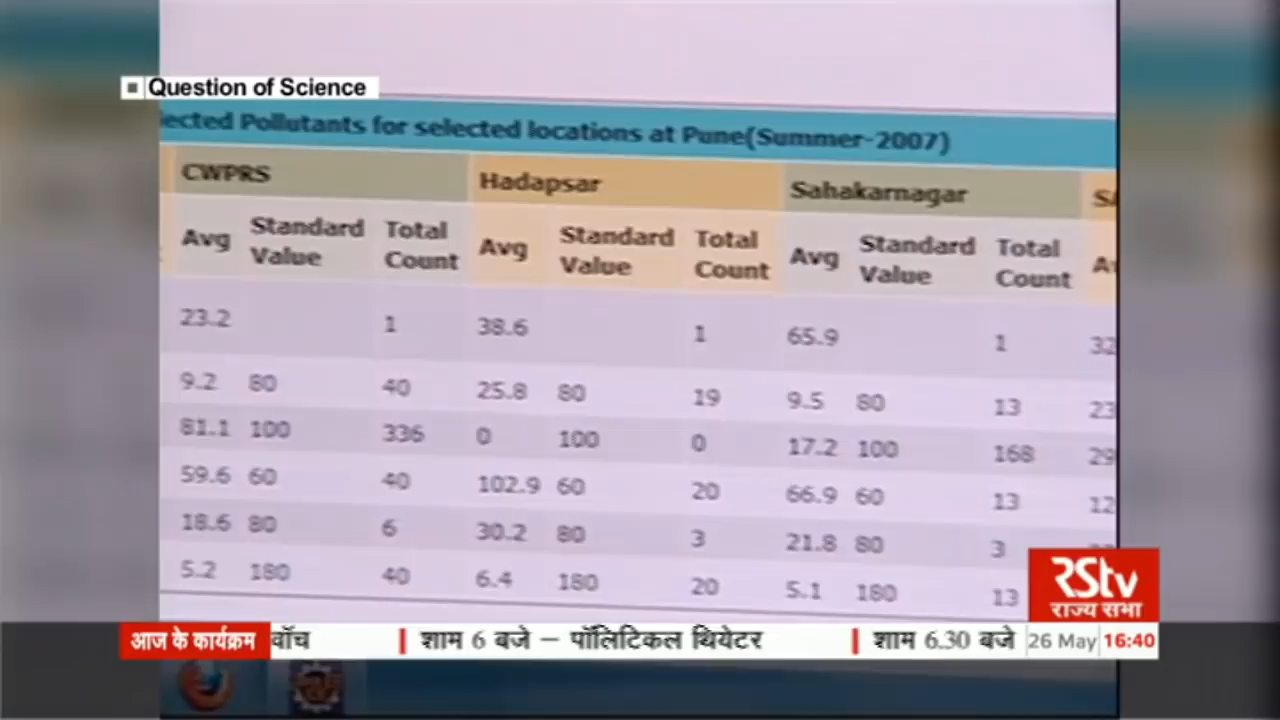 Question of Science
lected Pollutants for selected locations at Pune(Summer-2007)
CWPRS Hadapsar Sahakarnagar
Avg Standard Value Total Count Avg Standard Value Total Count Avg Standard Value Total Count
23.2 1 38.6 1 65.9 1 32
9.2 80 40 25.8 80 19 9.5 80 13 23
81.1 100 336 0 100 0 17.2 100 168 29
59.6 60 40 102.9 60 20 66.9 60 13 12
18.6 80 6 30.2 80 3 21.8 80 3
5.2 180 40 6.4 180 20 5.1 180 13
RStv
राज्य सभा
आज के कार्यक्रम वॉच | शाम 6 बजे – पॉलिटिकल थियेटर | शाम 6.30 बजे 26 May 16:40